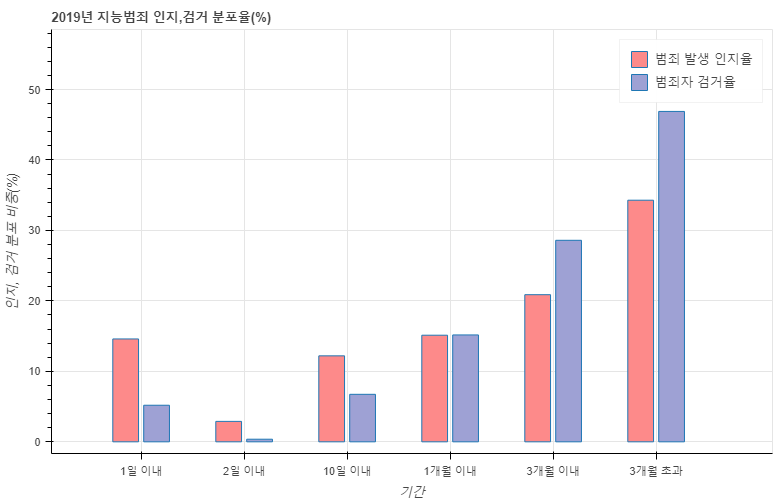 2019년 지능범죄 인지,검거 분포율(%)
범죄 발생 인지율
범죄자 검거율
인지, 검거 분포 비중(%)
50
40
30
20
10
0
1일 이내
2일 이내
10일 이내
1개월 이내
3개월 이내
3개월 초과
기간